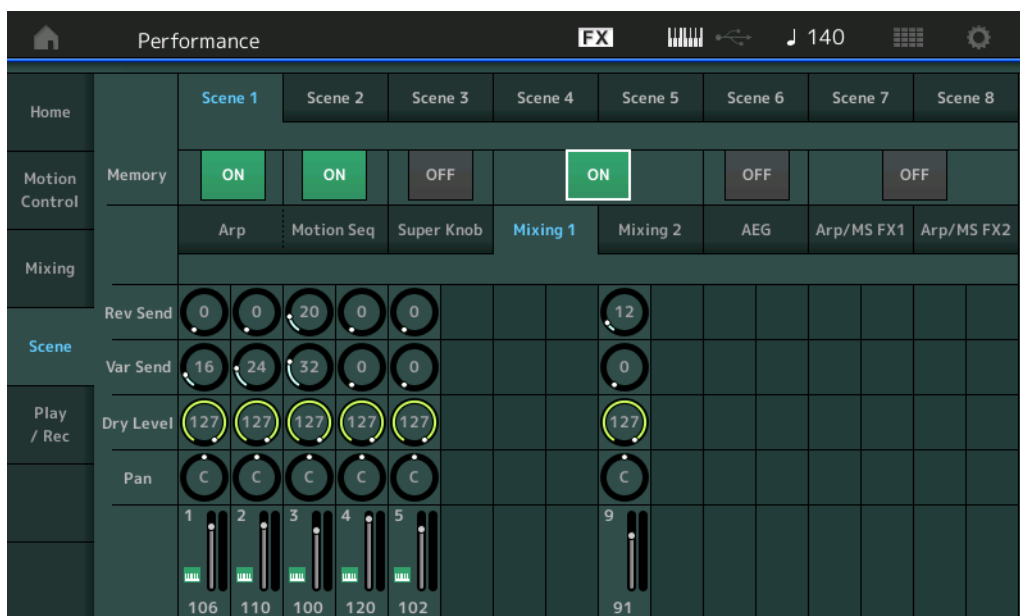 Performance FX 140
Scene 1 Scene 2 Scene 3 Scene 4 Scene 5 Scene 6 Scene 7 Scene 8
Home
Memory ON ON OFF ON OFF OFF
Motion
Control
Arp Motion Seq Super Knob Mixing 1 Mixing 2 AEG Arp/MS FX1 Arp/MS FX2
Mixing
Rev Send 0 0 20 0 0 12
Scene
Var Send 16 24 32 0 0 0
Play
/ Rec
Dry Level 127 127 127 127 127 127
Pan C C C C C C
1 2 3 4 5 9
106 110 100 120 102 91